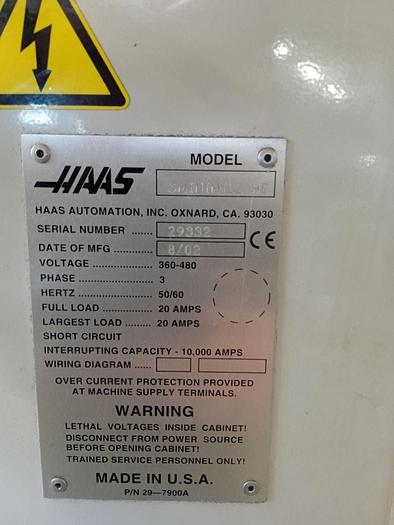 MODEL
HAAS
HAAS AUTOMATION, INC. OXNARD, CA. 93030
SERIAL NUMBER ....... 29332
CE
DATE OF MFG ............ 8/02
VOLTAGE .................. 360-480
PHASE ....................... 3
HERTZ ....................... 50/60
FULL LOAD ............... 20 AMPS
LARGEST LOAD ........ 20 AMPS
SHORT CIRCUIT
INTERRUPTING CAPACITY - 10,000 AMPS
WIRING DIAGRAM ......
OVER CURRENT PROTECTION PROVIDED
AT MACHINE SUPPLY TERMINALS.
WARNING
LETHAL VOLTAGES INSIDE CABINET!
DISCONNECT FROM POWER SOURCE
BEFORE OPENING CABINET!
TRAINED SERVICE PERSONNEL ONLY!
MADE IN U.S.A.
P/N 29—7900A